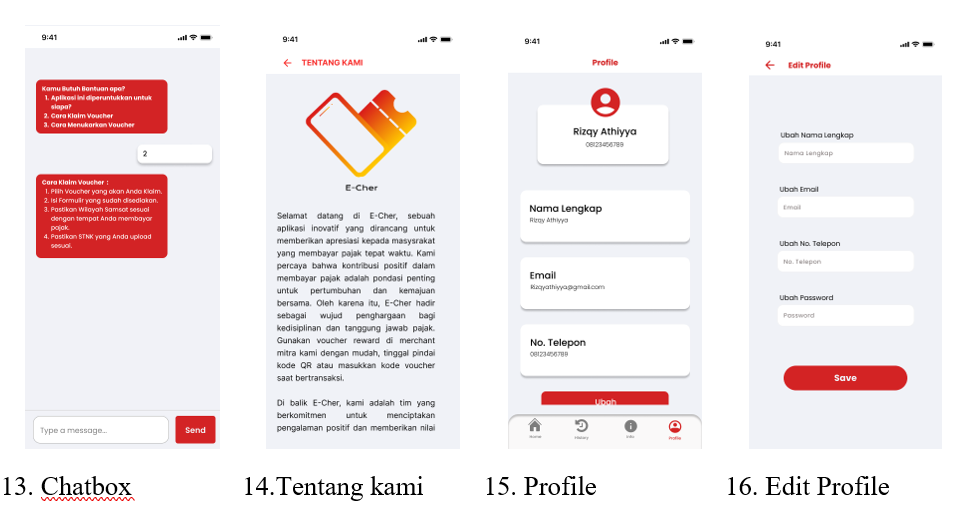 9:41
Kamu Butuh Bantuan apa?
1. Aplikasi ini diperuntukkan untuk
siapa?
2. Cara Klaim Voucher
3. Cara Menukarkan Voucher
2
Cara Klaim Voucher :
1. Pilih Voucher yang akan Anda Klaim.
2. Isi Formulir yang sudah disediakan.
3. Pastikan Wilayah Samsat sesuai
dengan tempat Anda membayar
pajak.
4. Pastikan STNK yang Anda upload
sesuai.
Type a message...
Send
13. Chatbox
9:41
TENTANG KAMI
E-Cher
Selamat datang di E-Cher, sebuah
aplikasi inovatif yang dirancang untuk
memberikan apresiasi kepada masysrakat
yang membayar pajak tepat waktu. Kami
percaya bahwa kontribusi positif dalam
membayar pajak adalah pondasi penting
untuk pertumbuhan dan kemajuan
bersama. Oleh karena itu, E-Cher hadir
sebagai wujud penghargaan bagi
kedisiplinan dan tanggung jawab pajak.
Gunakan voucher reward di merchant
mitra kami dengan mudah, tinggal pindai
kode QR atau masukkan kode voucher
saat bertransaksi.
Di balik E-Cher, kami adalah tim yang
berkomitmen untuk menciptakan
pengalaman positif dan memberikan nilai
14.Tentang kami
9:41
Profile
Rizqy Athiyya
08123456789
Nama Lengkap
Rizqy Athiyya
Email
Rizqyathiyya@gmail.com
No. Telepon
08123456789
Ubah
Home
History
Info
Profile
15. Profile
9:41
Edit Profile
Ubah Nama Lengkap
Nama Lengkap
Ubah Email
Email
Ubah No. Telepon
No. Telepon
Ubah Password
Password
Save
16. Edit Profile